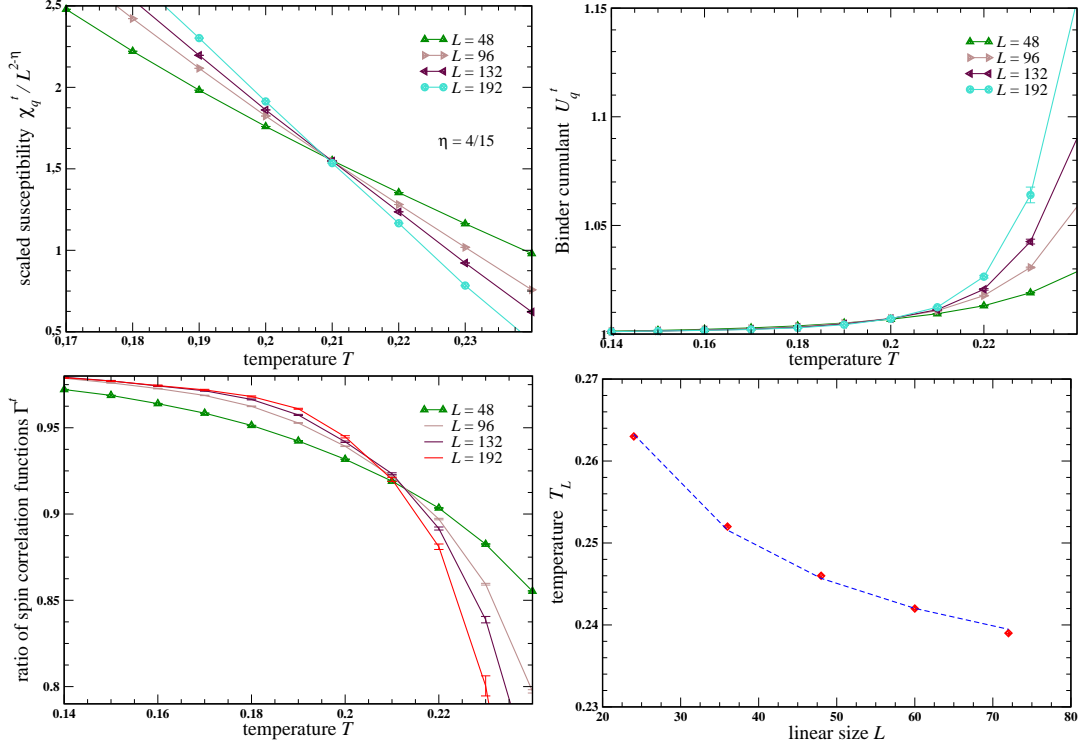 2,5
2
1.5
1
0,5
0,17
0,18
0,19
0,2
0,21
0,22
0,23
scaled susceptibility χ_q^t / L^{2-η}
temperature T
L = 48
L = 96
L = 132
L = 192
η = 4/15
1.15
1.1
1.05
0.14
0.16
0.18
0.2
0.22
Binder cumulant U_q^t
temperature T
L = 48
L = 96
L = 132
L = 192
0.95
0.9
0.85
0.8
0.14
0.16
0.18
0.2
0.22
ratio of spin correlation functions Γ^t
temperature T
L = 48
L = 96
L = 132
L = 192
0.27
0.26
0.25
0.24
0.23
20
30
40
50
60
70
80
temperature T_L
linear size L